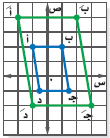 أَ ص بَ
أ ب
س
د جـ
دَ جـَ